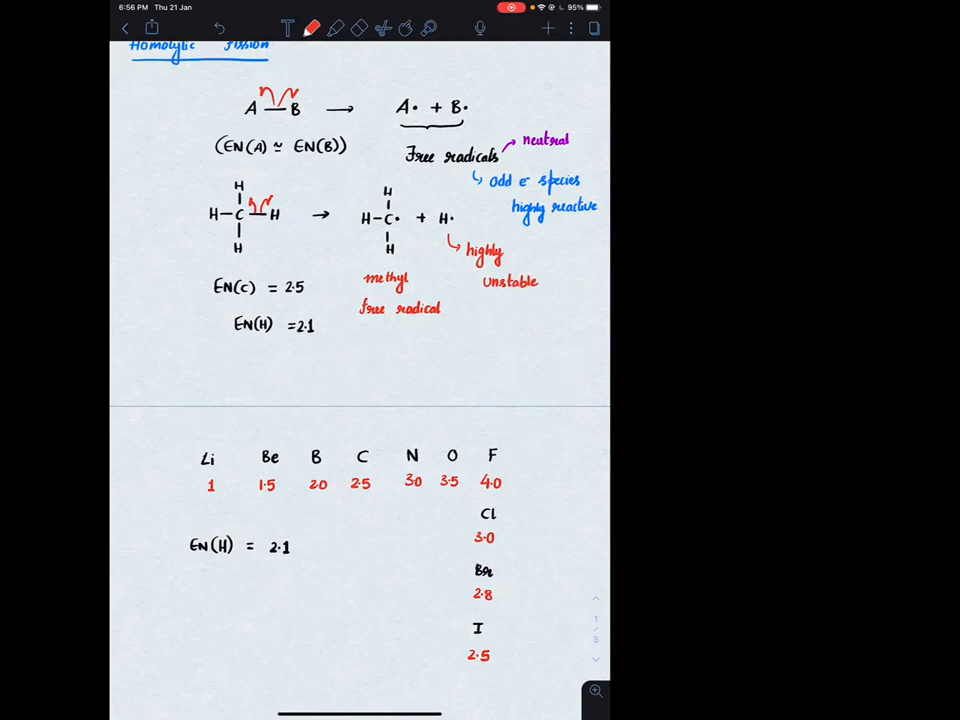 6:56 PM Thu 21 Jan
95%
T
Homolytic Fission
A — B → A• + B•
(EN(A) ≃ EN(B))
Free radicals
neutral
odd e⁻ species
highly reactive
H H
H–C–H → H–C• + H•
H H
highly
unstable
EN(C) = 2.5
methyl
free radical
EN(H) = 2.1
Li Be B C N O F
1 1.5 2.0 2.5 3.0 3.5 4.0
Cl
3.0
EN(H) = 2.1
Br
2.8
I
2.5
1
/
3